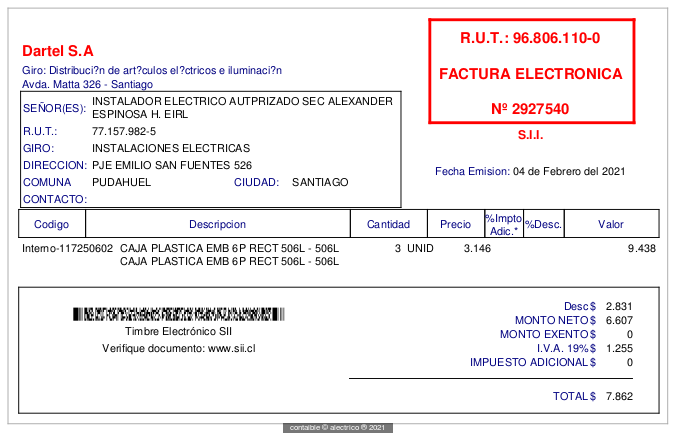 Dartel S.A
R.U.T.: 96.806.110-0
FACTURA ELECTRONICA
Nº 2927540
S.I.I.
Giro: Distribuci?n de art?culos el?ctricos e iluminaci?n
Avda. Matta 326 - Santiago
SEÑOR(ES): INSTALADOR ELECTRICO AUTPRIZADO SEC ALEXANDER
ESPINOSA H. EIRL
R.U.T.: 77.157.982-5
GIRO: INSTALACIONES ELECTRICAS
DIRECCION: PJE EMILIO SAN FUENTES 526
COMUNA PUDAHUEL CIUDAD: SANTIAGO
CONTACTO:
Fecha Emision: 04 de Febrero del 2021
Codigo Descripcion Cantidad Precio %Impto Adic.* %Desc. Valor
Interno-117250602 CAJA PLASTICA EMB 6P RECT 506L - 506L 3 UNID 3.146 9.438
CAJA PLASTICA EMB 6P RECT 506L - 506L
Timbre Electrónico SII
Verifique documento: www.sii.cl
Desc$ 2.831
MONTO NETO$ 6.607
MONTO EXENTO$ 0
I.V.A. 19%$ 1.255
IMPUESTO ADICIONAL$ 0
TOTAL$ 7.862
contaible © alectrico ® 2021